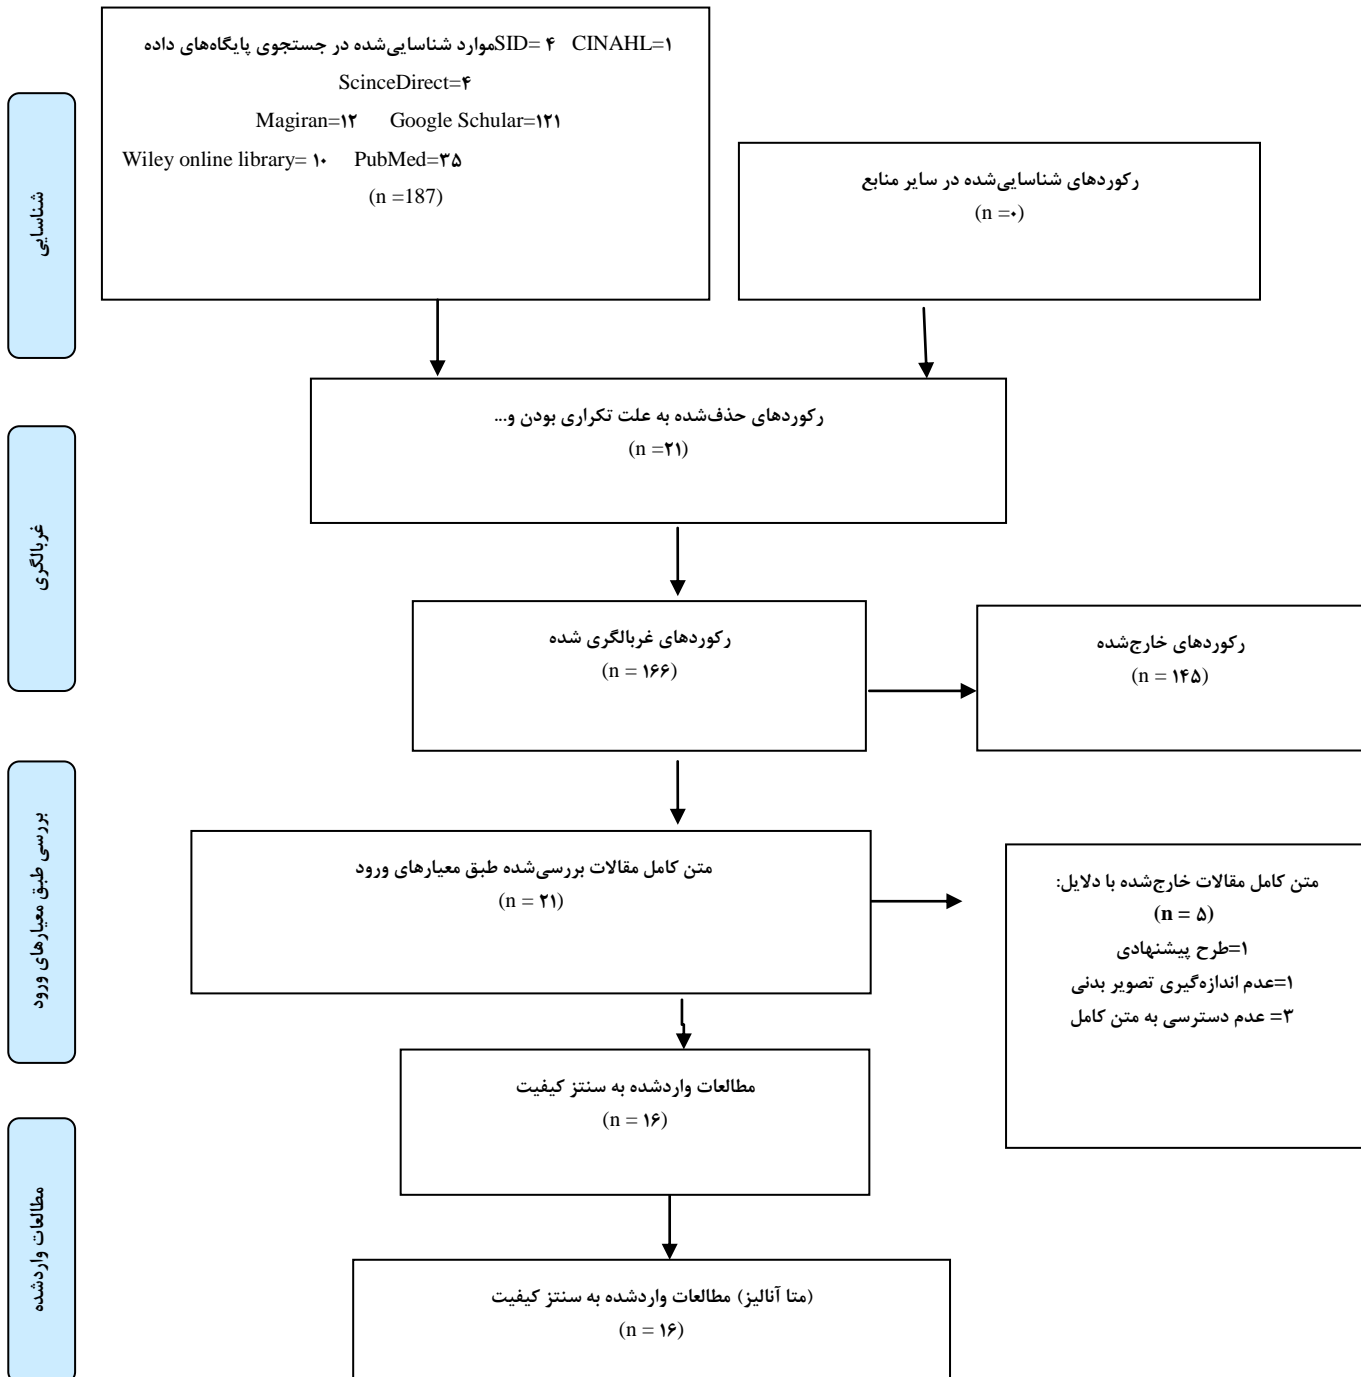 موارد شناسایی‌شده در جستجوی پایگاه‌های داده SID= ۴ CINAHL=۱
ScinceDirect=۴
Magiran=۱۲ Google Schular=۱۲۱
Wiley online library= ۱۰ PubMed=۳۵
(n =187)
رکوردهای شناسایی‌شده در سایر منابع
(n =۰)
شناسایی
رکوردهای حذف‌شده به علت تکراری بودن و...
(n =۲۱)
غربالگری
رکوردهای غربالگری شده
(n = ۱۶۶)
رکوردهای خارج‌شده
(n = ۱۴۵)
بررسی طبق معیارهای ورود
متن کامل مقالات بررسی‌شده طبق معیارهای ورود
(n = ۲۱)
متن کامل مقالات خارج‌شده با دلایل:
(n = ۵)
۱=طرح پیشنهادی
۱=عدم اندازه‌گیری تصویر بدنی
۳= عدم دسترسی به متن کامل
مطالعات واردشده به سنتز کیفیت
(n = ۱۶)
مطالعات واردشده
(متا آنالیز) مطالعات واردشده به سنتز کیفیت
(n = ۱۶)